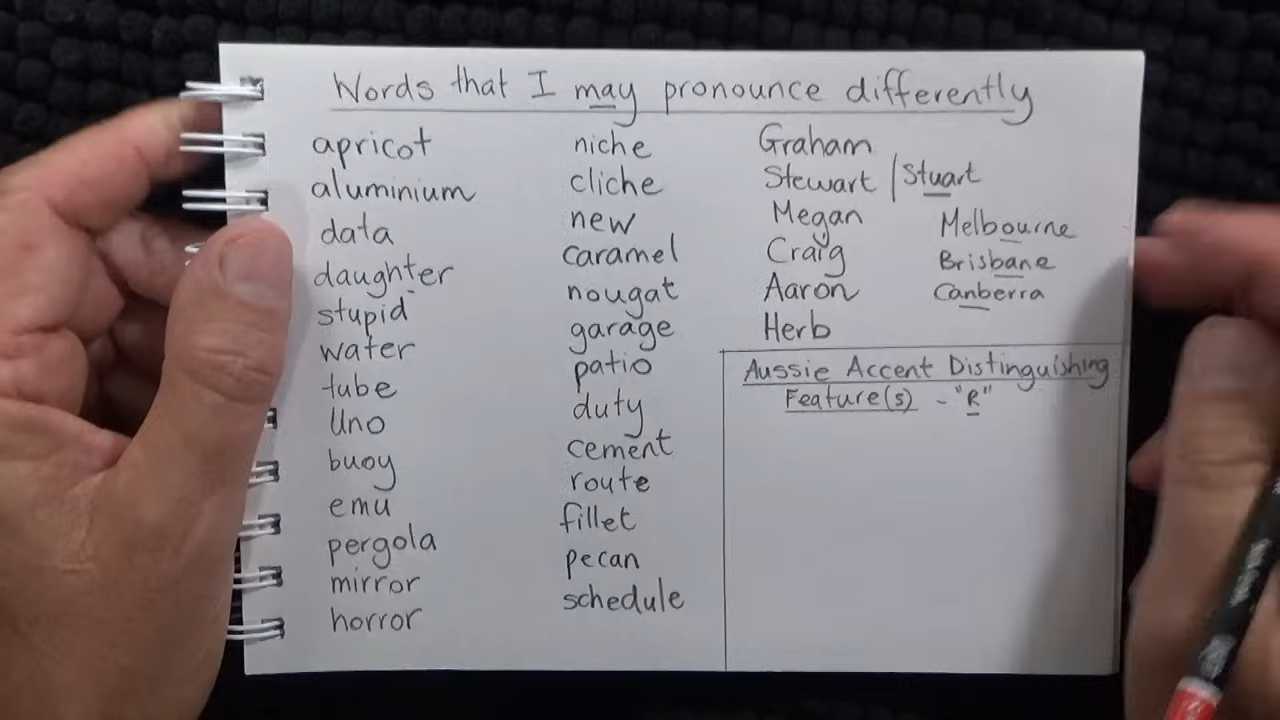 Words that I may pronounce differently
apricot
aluminium
data
daughter
stupid
water
tube
Uno
buoy
emu
pergola
mirror
horror
niche
cliche
new
caramel
nougat
garage
patio
duty
cement
route
fillet
pecan
schedule
Graham
Stewart / Stuart
Megan
Craig
Aaron
Herb
Melbourne
Brisbane
Canberra
Aussie Accent Distinguishing
Feature(s) - "R"